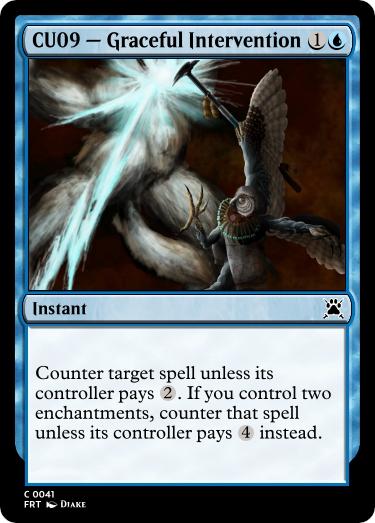 CU09 — Graceful Intervention 1
Instant
Counter target spell unless its
controller pays 2. If you control two
enchantments, counter that spell
unless its controller pays 4 instead.
C 0041
FRT Diake